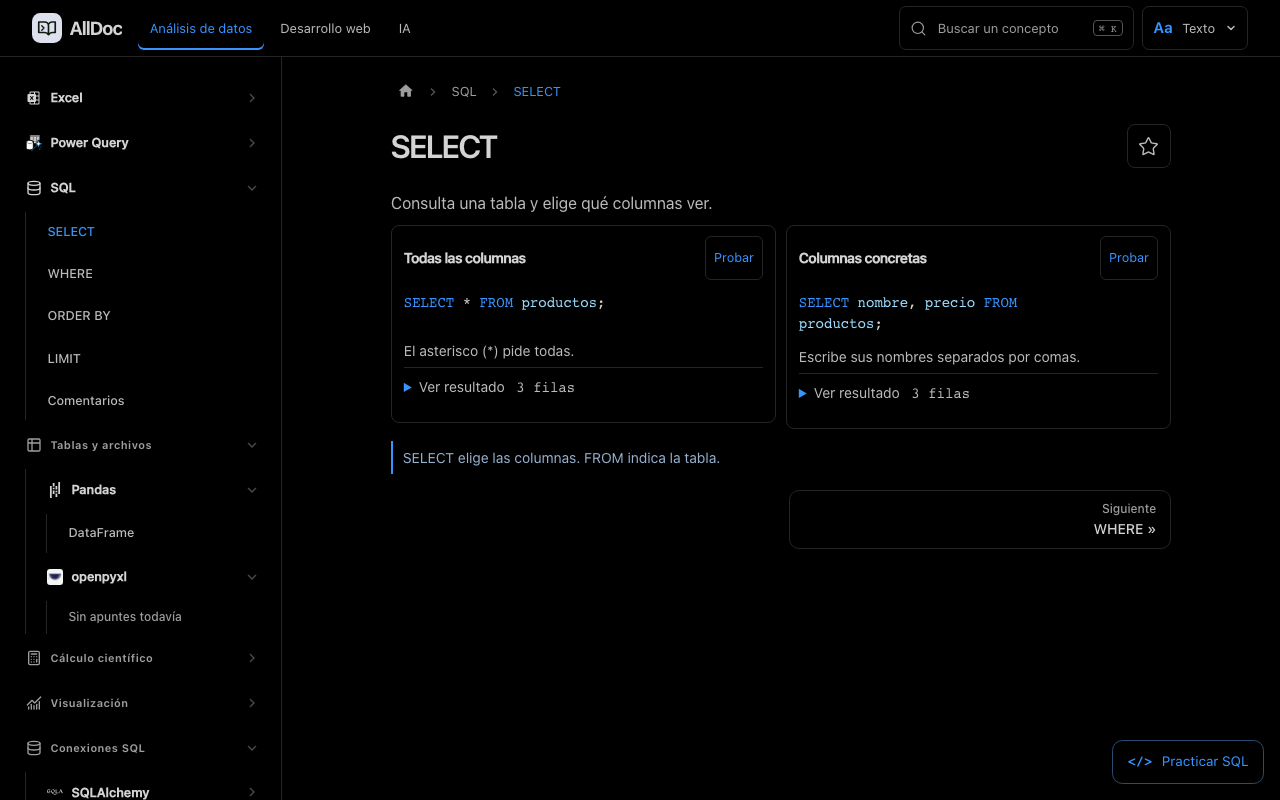 AllDoc
Análisis de datos
Desarrollo web
IA
Buscar un concepto
⌘ K
Aa Texto
Excel
Power Query
SQL
SELECT
WHERE
ORDER BY
LIMIT
Comentarios
Tablas y archivos
Pandas
DataFrame
openpyxl
Sin apuntes todavía
Cálculo científico
Visualización
Conexiones SQL
SQLAlchemy
SQL
SELECT
SELECT
Consulta una tabla y elige qué columnas ver.
Todas las columnas
Probar
SELECT * FROM productos;
El asterisco (*) pide todas.
Ver resultado 3 filas
Columnas concretas
Probar
SELECT nombre, precio FROM
productos;
Escribe sus nombres separados por comas.
Ver resultado 3 filas
SELECT elige las columnas. FROM indica la tabla.
Siguiente
WHERE »
</> Practicar SQL